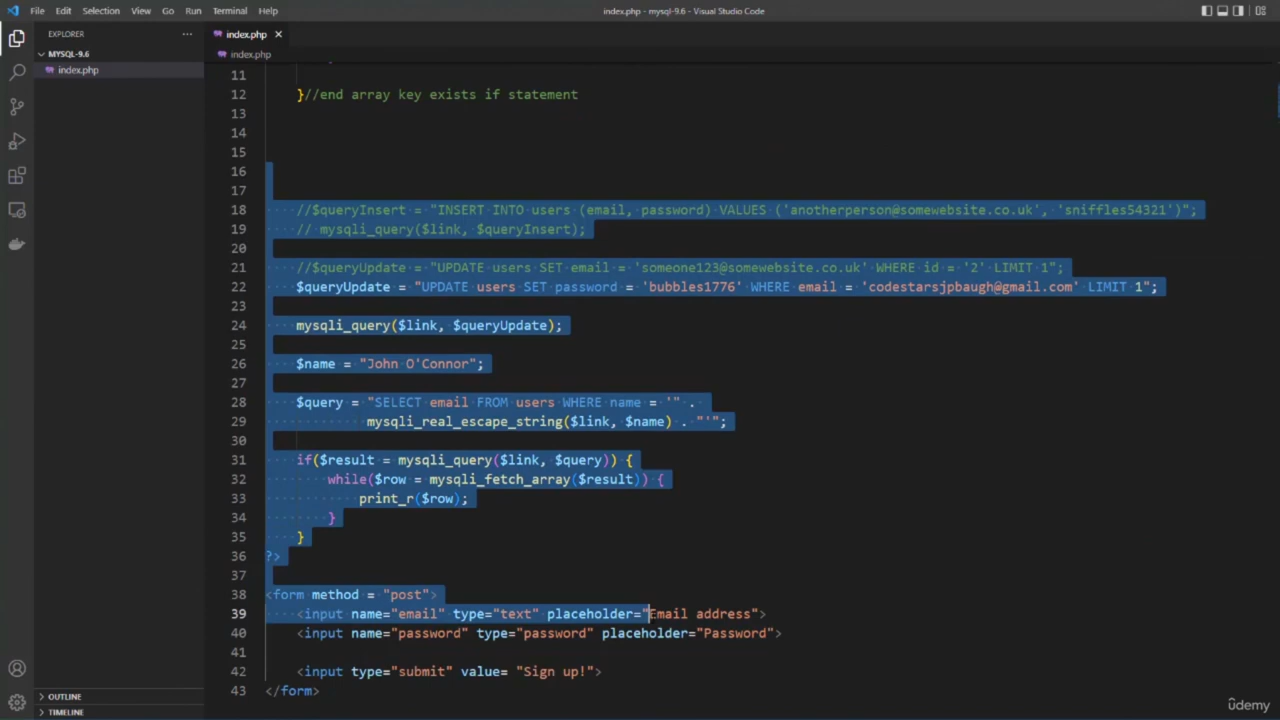 File Edit Selection View Go Run Terminal Help index.php - mysql-9.6 - Visual Studio Code
EXPLORER ··· index.php
MYSQL-9.6 index.php
index.php
11
12 }//end array key exists if statement
13
14
15
16
17
18 //$queryInsert = "INSERT INTO users (email, password) VALUES ('anotherperson@somewebsite.co.uk', 'sniffles54321')";
19 // mysqli_query($link, $queryInsert);
20
21 //$queryUpdate = "UPDATE users SET email = 'someone123@somewebsite.co.uk' WHERE id = '2' LIMIT 1";
22 $queryUpdate = "UPDATE users SET password = 'bubbles1776' WHERE email = 'codestarsjpbaugh@gmail.com' LIMIT 1";
23
24 mysqli_query($link, $queryUpdate);
25
26 $name = "John O'Connor";
27
28 $query = "SELECT email FROM users WHERE name = '" .
29 mysqli_real_escape_string($link, $name) . "'";
30
31 if($result = mysqli_query($link, $query)) {
32 while($row = mysqli_fetch_array($result)) {
33 print_r($row);
34 }
35 }
36 ?>
37
38 <form method = "post">
39 <input name="email" type="text" placeholder="Email address">
40 <input name="password" type="password" placeholder="Password">
41
42 <input type="submit" value= "Sign up!">
43 </form>
OUTLINE
TIMELINE
ûdemy